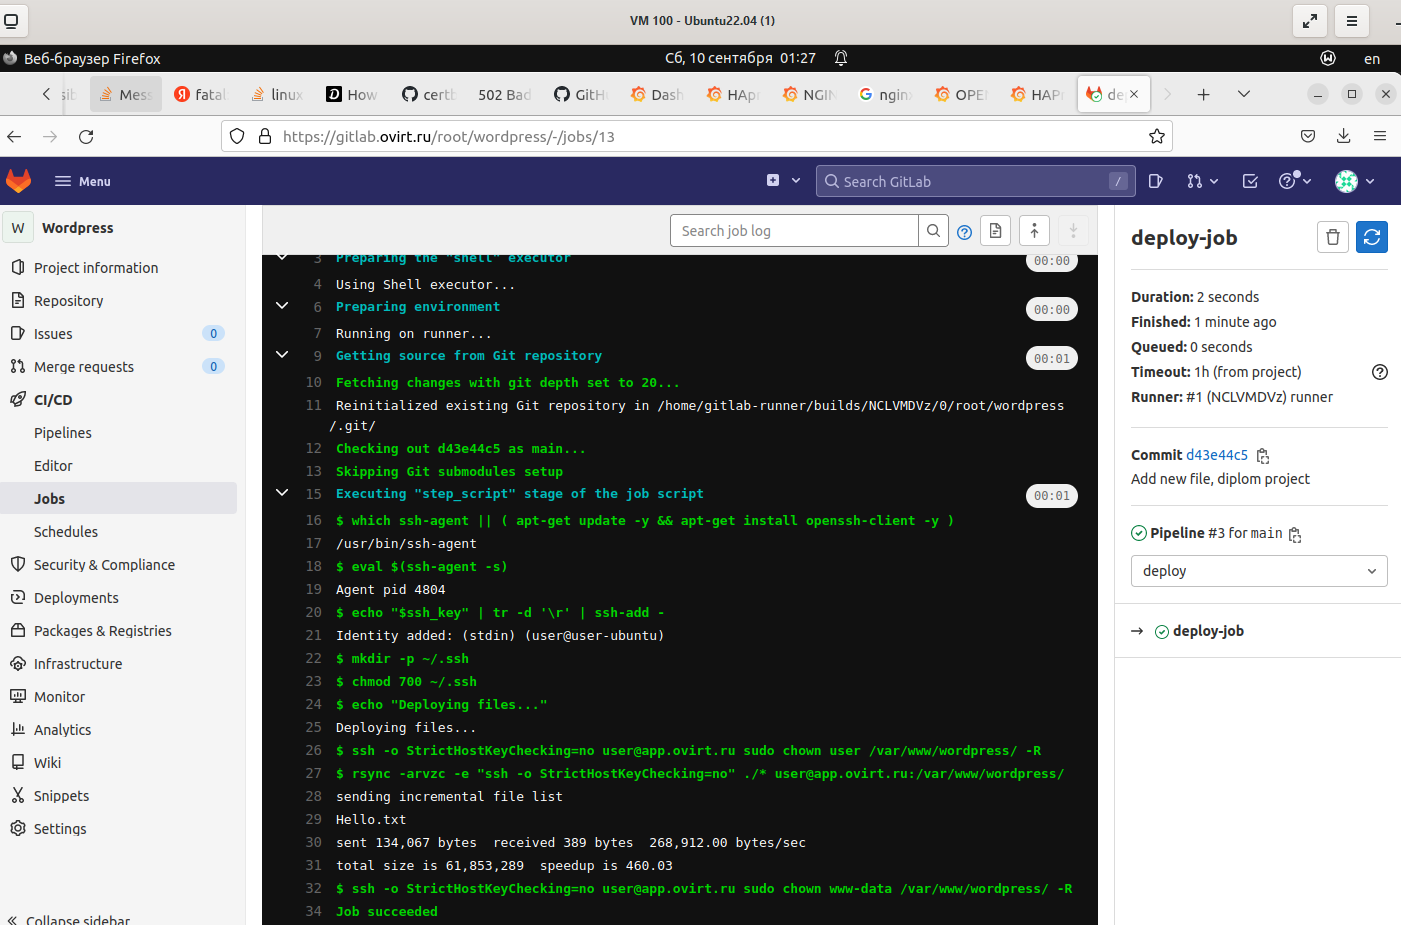 VM 100 - Ubuntu22.04 (1)
Веб-браузер Firefox
Сб, 10 сентября 01:27
en
Mess
fatal
linux
How
certb
502 Bad
GitHu
Dash
HApr
NGIN
nginx
OPEN
HAPr
de
https://gitlab.ovirt.ru/root/wordpress/-/jobs/13
Menu
Search GitLab
/
W Wordpress
Project information
Repository
Issues 0
Merge requests 0
CI/CD
Pipelines
Editor
Jobs
Schedules
Security & Compliance
Deployments
Packages & Registries
Infrastructure
Monitor
Analytics
Wiki
Snippets
Settings
Collapse sidebar
Search job log
3 Preparing the "shell" executor 00:00
4 Using Shell executor...
6 Preparing environment 00:00
7 Running on runner...
9 Getting source from Git repository 00:01
10 Fetching changes with git depth set to 20...
11 Reinitialized existing Git repository in /home/gitlab-runner/builds/NCLVMDVz/0/root/wordpress
/.git/
12 Checking out d43e44c5 as main...
13 Skipping Git submodules setup
15 Executing "step_script" stage of the job script 00:01
16 $ which ssh-agent || ( apt-get update -y && apt-get install openssh-client -y )
17 /usr/bin/ssh-agent
18 $ eval $(ssh-agent -s)
19 Agent pid 4804
20 $ echo "$ssh_key" | tr -d '\r' | ssh-add -
21 Identity added: (stdin) (user@user-ubuntu)
22 $ mkdir -p ~/.ssh
23 $ chmod 700 ~/.ssh
24 $ echo "Deploying files..."
25 Deploying files...
26 $ ssh -o StrictHostKeyChecking=no user@app.ovirt.ru sudo chown user /var/www/wordpress/ -R
27 $ rsync -arvzc -e "ssh -o StrictHostKeyChecking=no" ./* user@app.ovirt.ru:/var/www/wordpress/
28 sending incremental file list
29 Hello.txt
30 sent 134,067 bytes  received 389 bytes  268,912.00 bytes/sec
31 total size is 61,853,289  speedup is 460.03
32 $ ssh -o StrictHostKeyChecking=no user@app.ovirt.ru sudo chown www-data /var/www/wordpress/ -R
34 Job succeeded
deploy-job
Duration: 2 seconds
Finished: 1 minute ago
Queued: 0 seconds
Timeout: 1h (from project)
Runner: #1 (NCLVMDVz) runner
Commit d43e44c5
Add new file, diplom project
Pipeline #3 for main
deploy
→ deploy-job